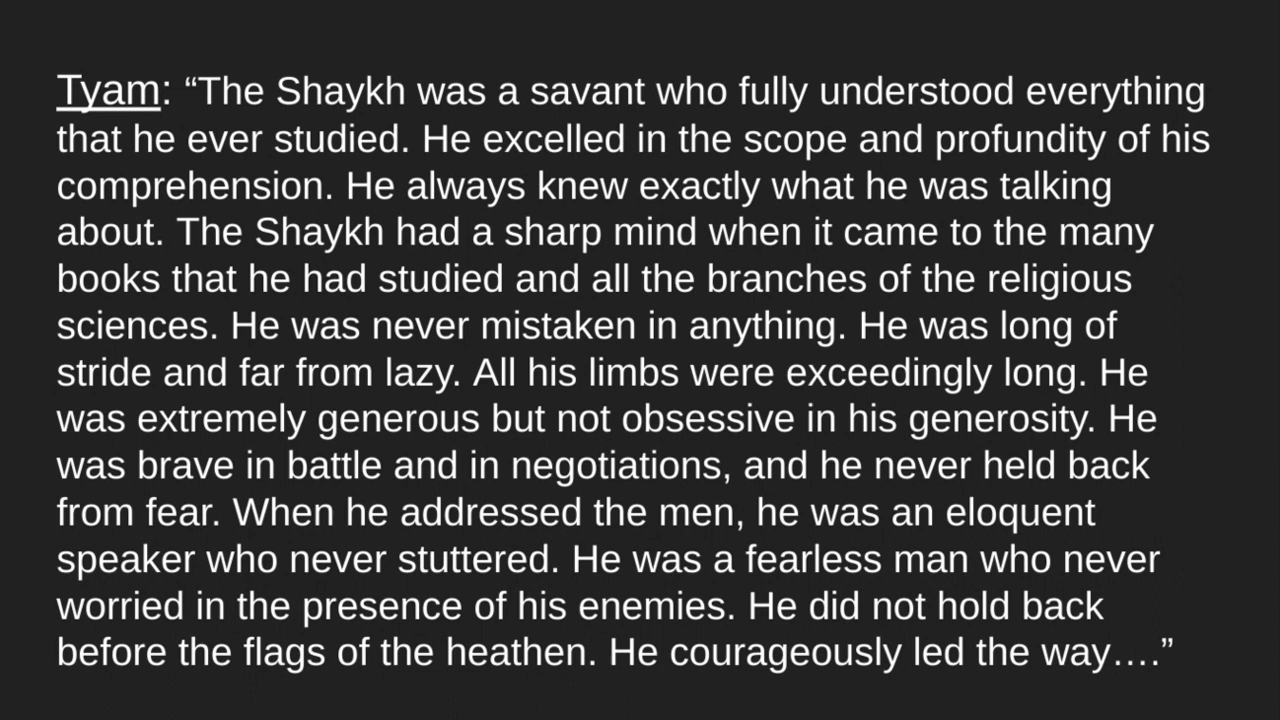 Tyam: “The Shaykh was a savant who fully understood everything
that he ever studied. He excelled in the scope and profundity of his
comprehension. He always knew exactly what he was talking
about. The Shaykh had a sharp mind when it came to the many
books that he had studied and all the branches of the religious
sciences. He was never mistaken in anything. He was long of
stride and far from lazy. All his limbs were exceedingly long. He
was extremely generous but not obsessive in his generosity. He
was brave in battle and in negotiations, and he never held back
from fear. When he addressed the men, he was an eloquent
speaker who never stuttered. He was a fearless man who never
worried in the presence of his enemies. He did not hold back
before the flags of the heathen. He courageously led the way….”